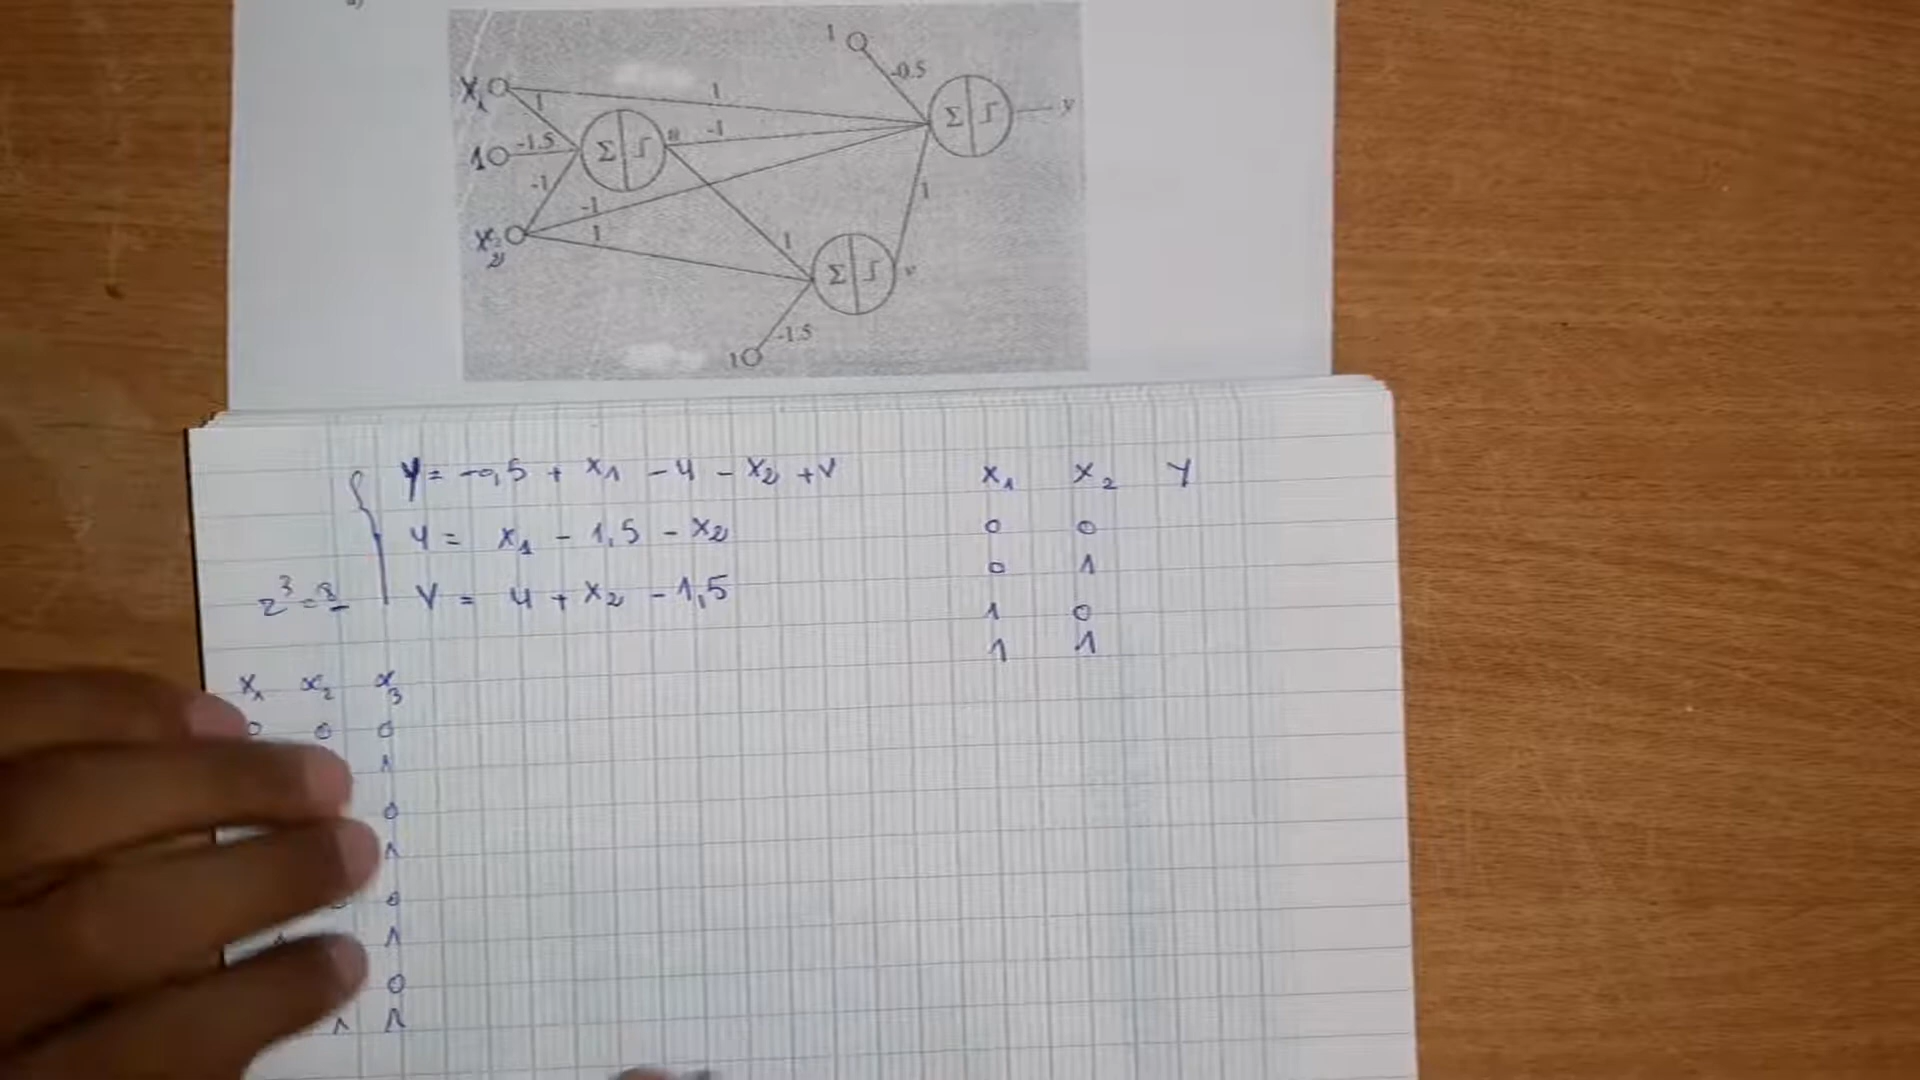 a)
1
-0.5
X₁ 1 1
Σ ʃ y
1 -1.5 Σ ʃ u -1
-1
-1 1
X₂ 1 1
Σ ʃ v
-1.5
1
y = -0,5 + x₁ - u - x₂ + v
u = x₁ - 1,5 - x₂
v = u + x₂ - 1,5
2³ = 8
x₁ x₂ y
0 0
0 1
1 0
1 1
x₁ x₂ x₃
0 0 0
1
0
1
0
1
0
1 1